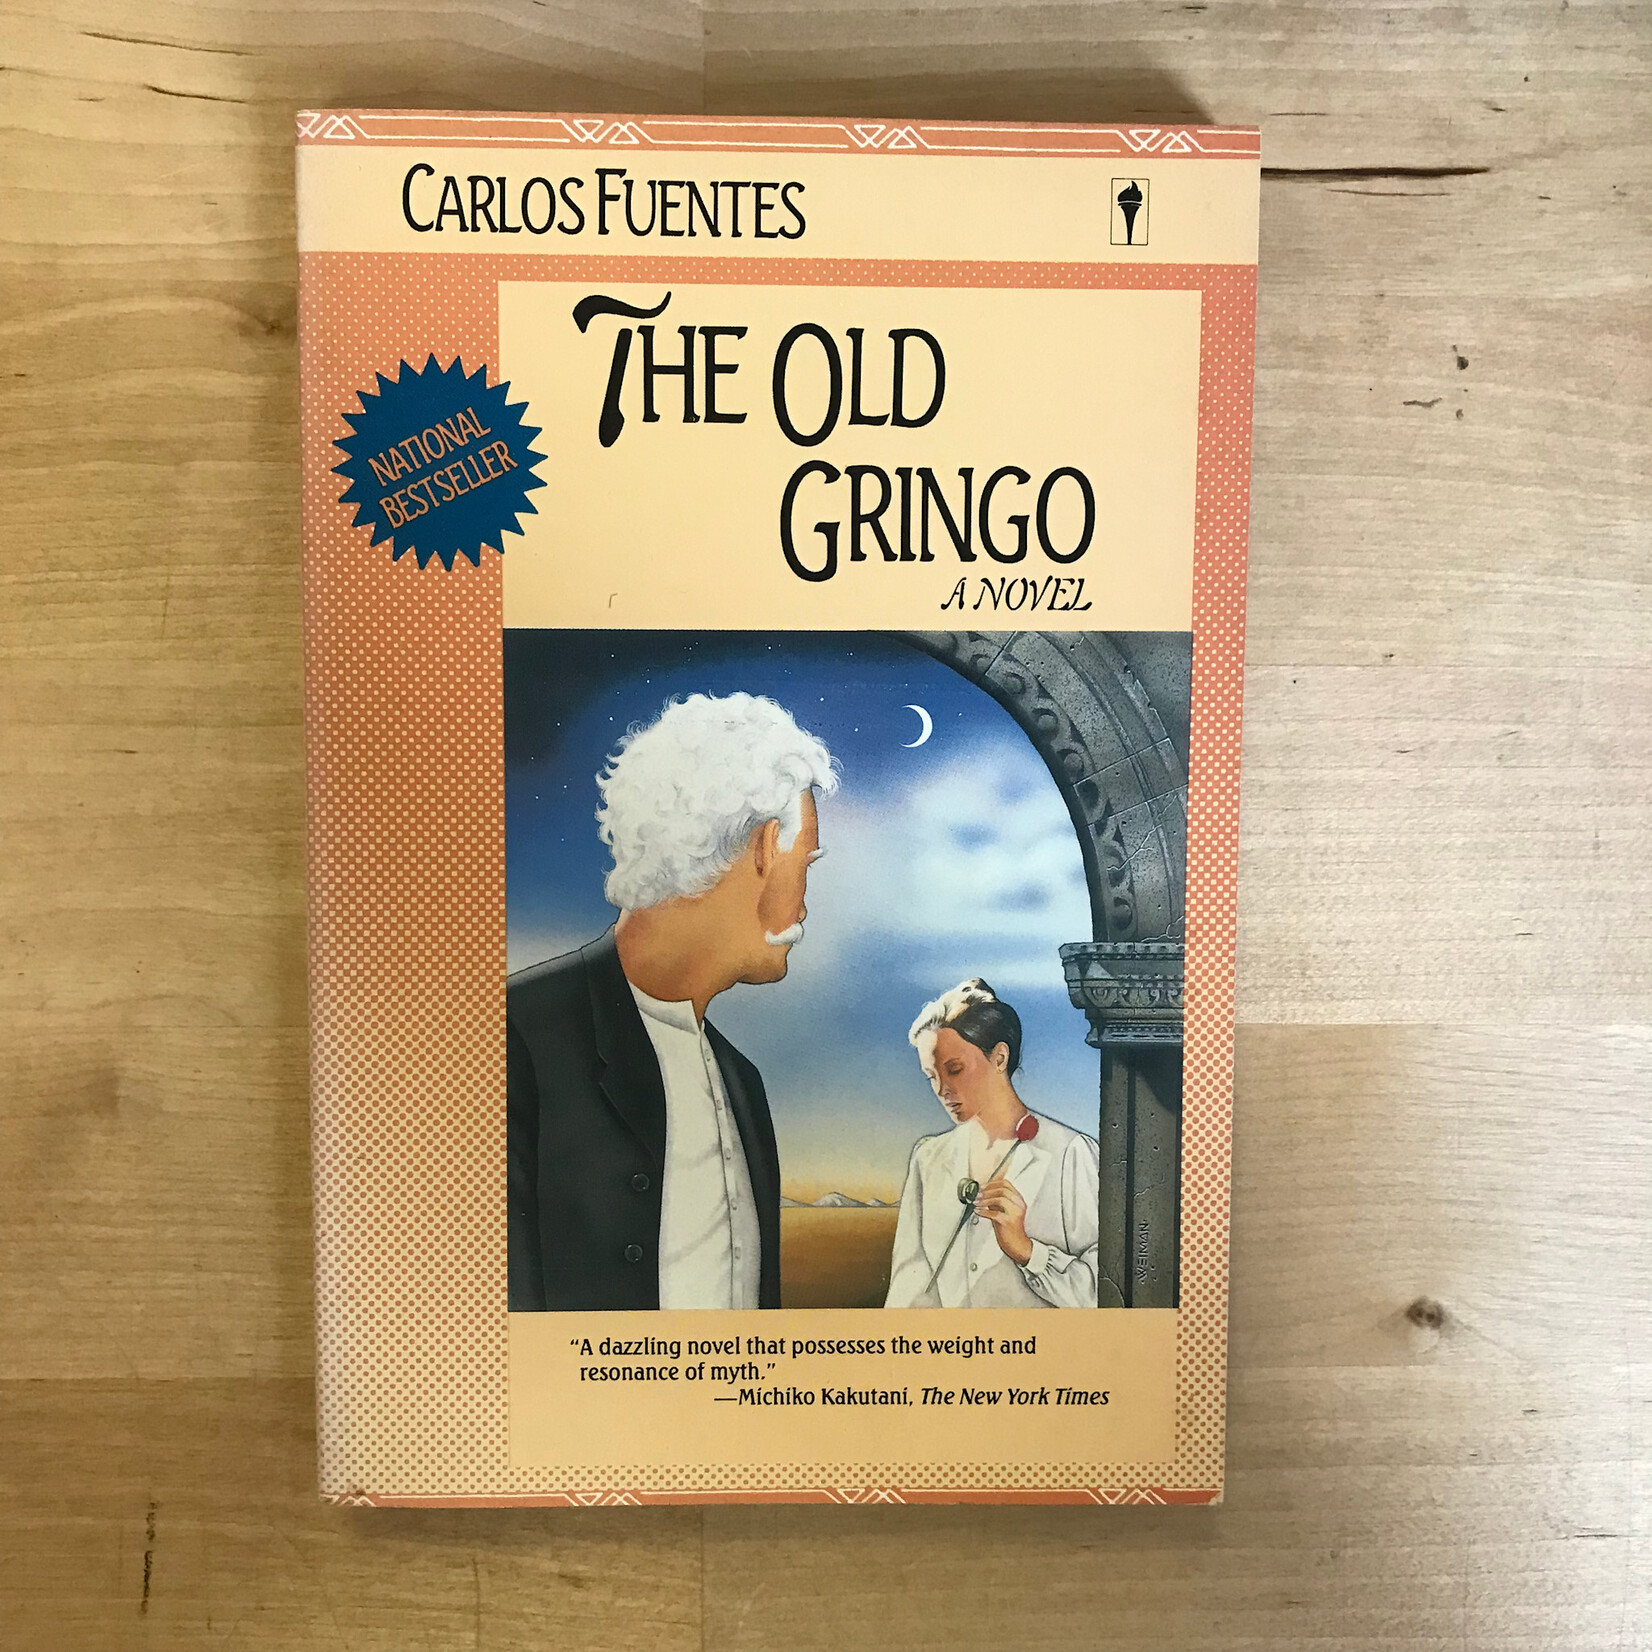 CARLOS FUENTES
THE OLD
GRINGO
A NOVEL
NATIONAL
BESTSELLER
WEIMAN
“A dazzling novel that possesses the weight and
resonance of myth.”
—Michiko Kakutani, The New York Times